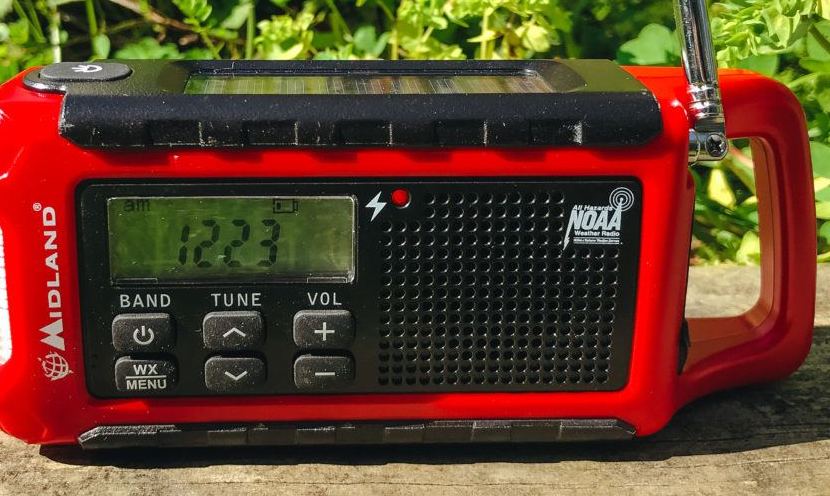 am
1223
MIDLAND®
BAND TUNE VOL
WX
MENU
All Hazards
NOAA
Weather Radio